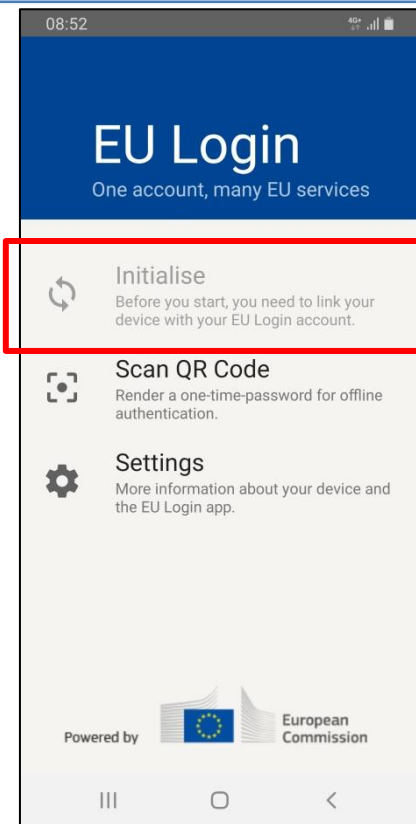 08:52
4G+
EU Login
One account, many EU services
Initialise
Before you start, you need to link your
device with your EU Login account.
Scan QR Code
Render a one-time-password for offline
authentication.
Settings
More information about your device and
the EU Login app.
Powered by
European
Commission